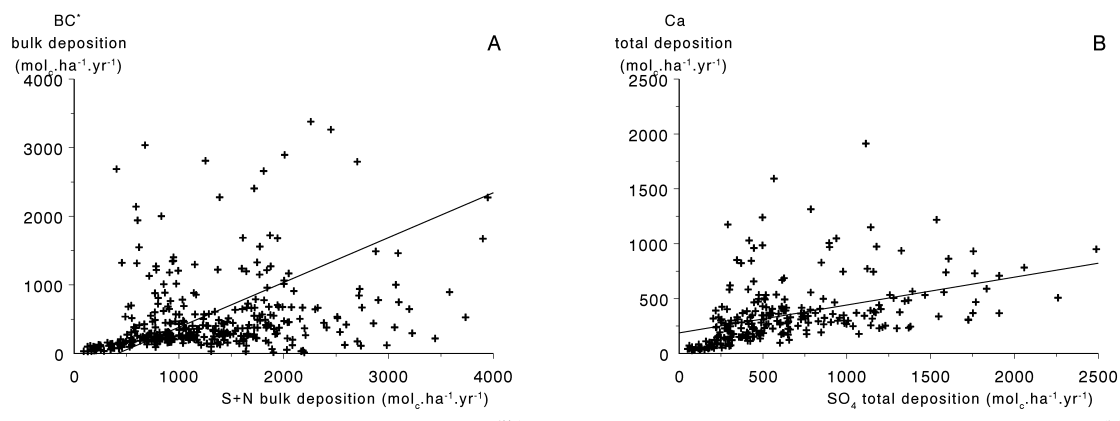 BC*
bulk deposition
(molc.ha-1.yr-1)
A
4000
3000
2000
1000
0
0 1000 2000 3000 4000
S+N bulk deposition (molc.ha-1.yr-1)
Ca
total deposition
(molc.ha-1.yr-1)
B
2500
2000
1500
1000
500
0
0 500 1000 1500 2000 2500
SO4 total deposition (molc.ha-1.yr-1)